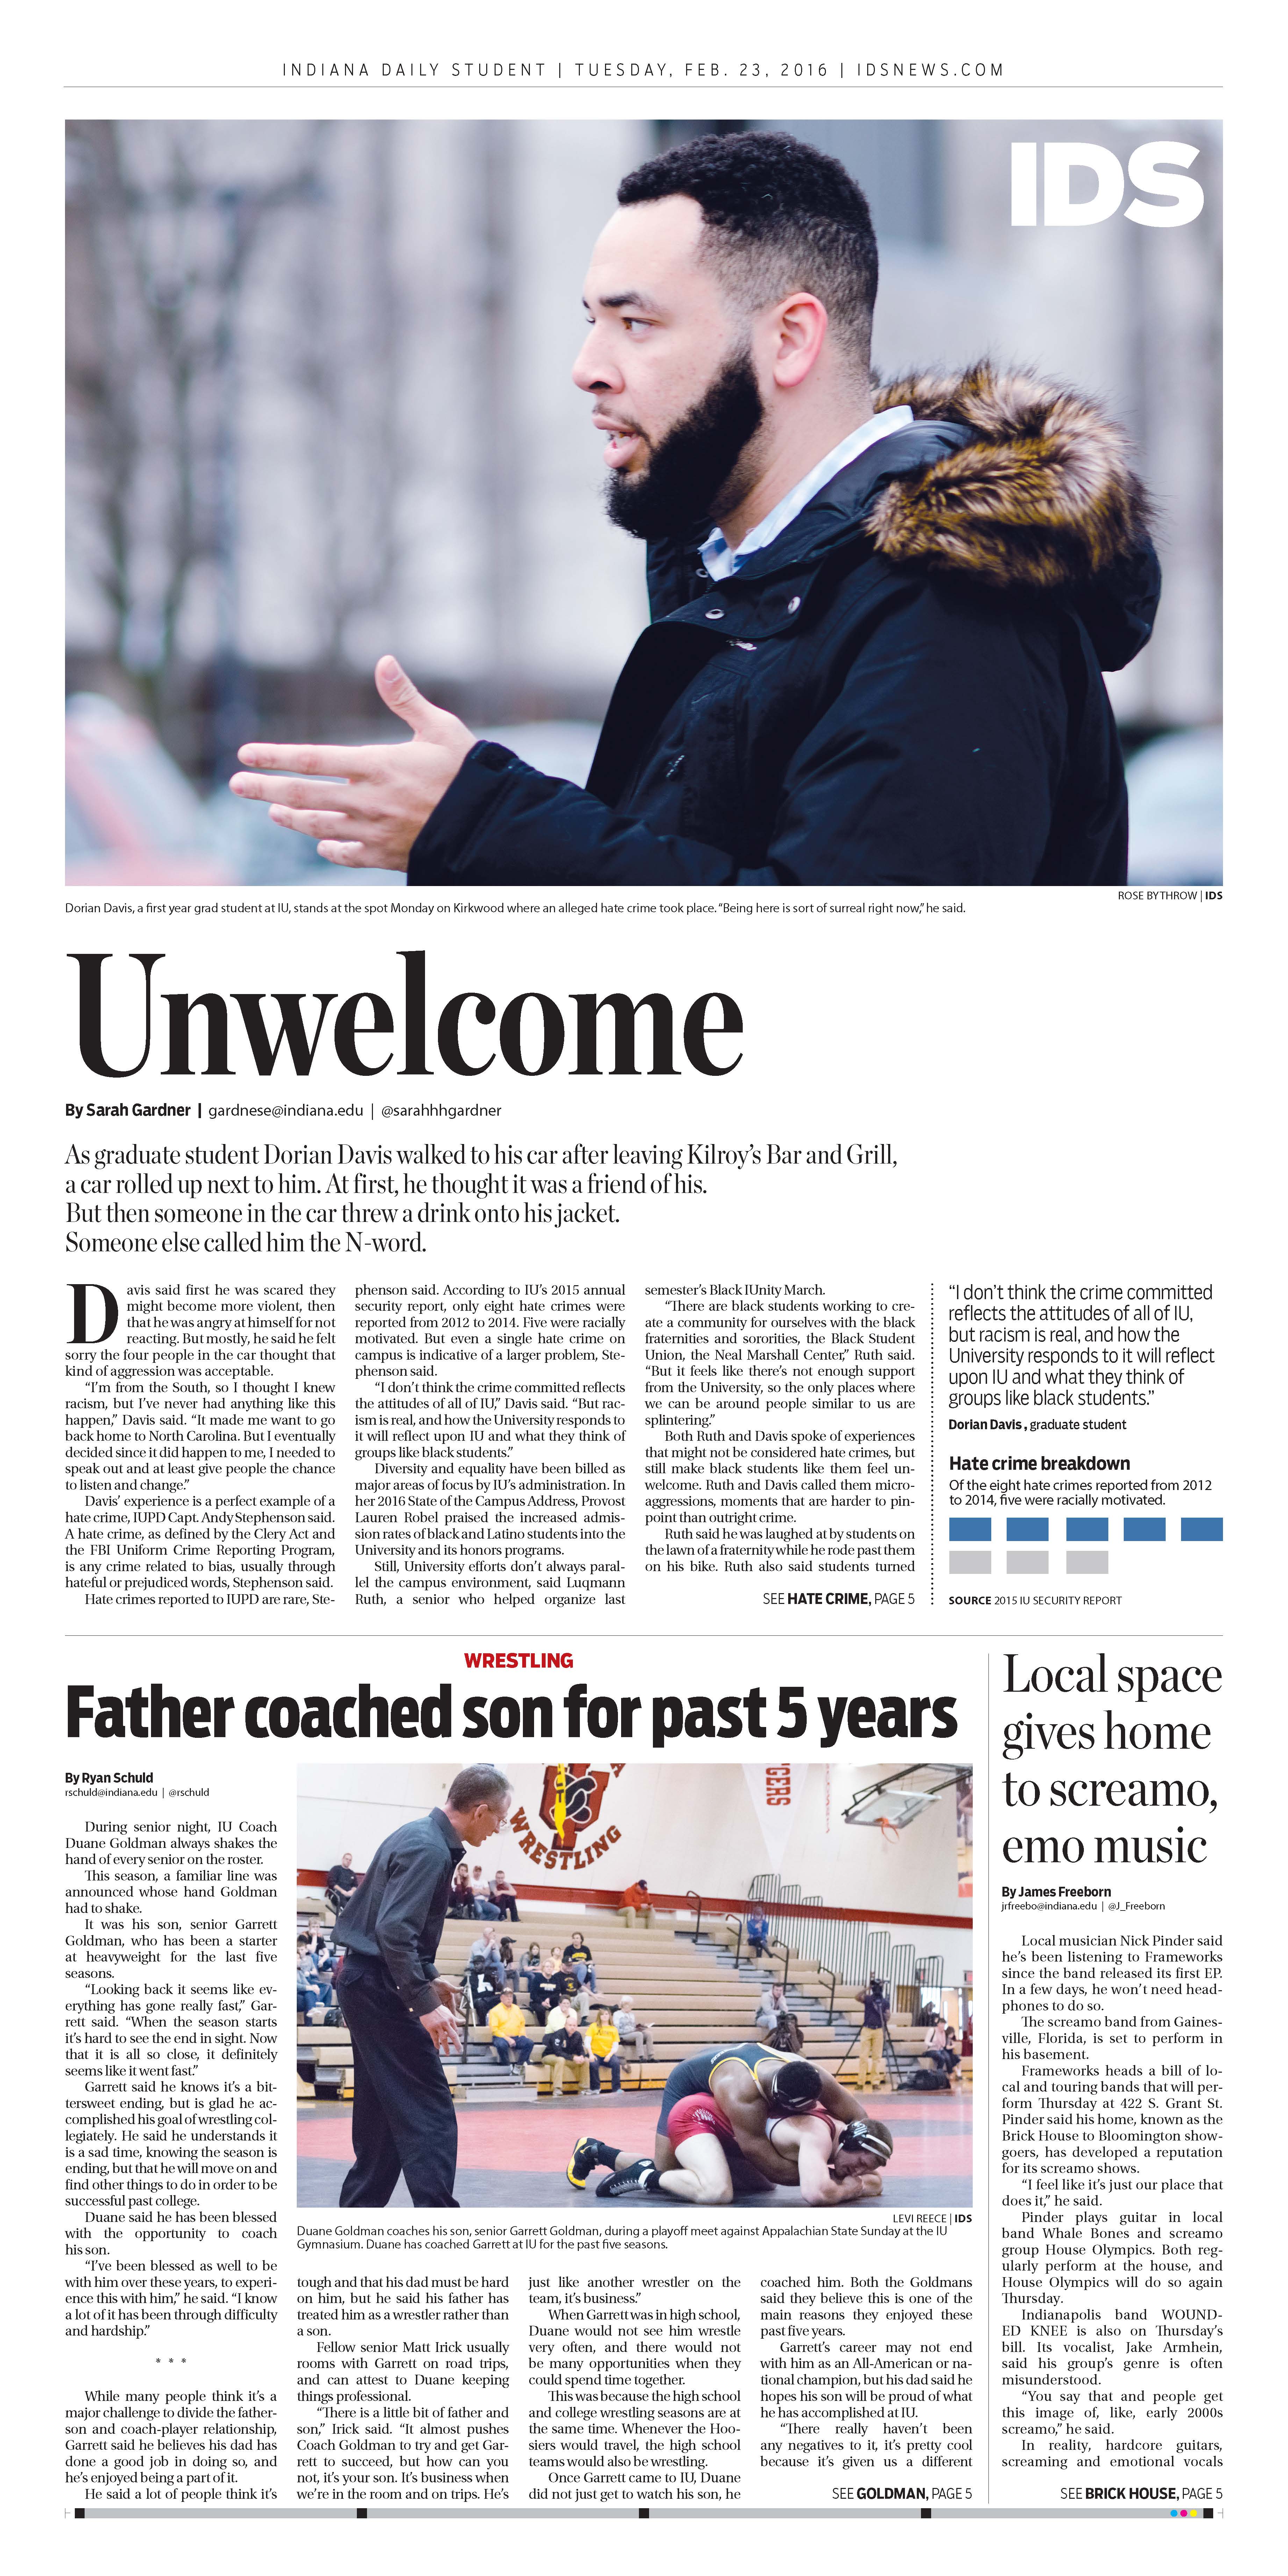 INDIANA DAILY STUDENT | TUESDAY, FEB. 23, 2016 | IDSNEWS.COM
IDS
ROSE BYTHROW | IDS
Dorian Davis, a first year grad student at IU, stands at the spot Monday on Kirkwood where an alleged hate crime took place. “Being here is sort of surreal right now,” he said.
Unwelcome
By Sarah Gardner | gardnese@indiana.edu | @sarahhhgardner
As graduate student Dorian Davis walked to his car after leaving Kilroy’s Bar and Grill,
a car rolled up next to him. At first, he thought it was a friend of his.
But then someone in the car threw a drink onto his jacket.
Someone else called him the N-word.
Davis said first he was scared they
might become more violent, then
that he was angry at himself for not
reacting. But mostly, he said he felt
sorry the four people in the car thought that
kind of aggression was acceptable.
“I’m from the South, so I thought I knew
racism, but I’ve never had anything like this
happen,” Davis said. “It made me want to go
back home to North Carolina. But I eventually
decided since it did happen to me, I needed to
speak out and at least give people the chance
to listen and change.”
Davis’ experience is a perfect example of a
hate crime, IUPD Capt. Andy Stephenson said.
A hate crime, as defined by the Clery Act and
the FBI Uniform Crime Reporting Program,
is any crime related to bias, usually through
hateful or prejudiced words, Stephenson said.
Hate crimes reported to IUPD are rare, Ste-
phenson said. According to IU’s 2015 annual
security report, only eight hate crimes were
reported from 2012 to 2014. Five were racially
motivated. But even a single hate crime on
campus is indicative of a larger problem, Ste-
phenson said.
“I don’t think the crime committed reflects
the attitudes of all of IU,” Davis said. “But rac-
ism is real, and how the University responds to
it will reflect upon IU and what they think of
groups like black students.”
Diversity and equality have been billed as
major areas of focus by IU’s administration. In
her 2016 State of the Campus Address, Provost
Lauren Robel praised the increased admis-
sion rates of black and Latino students into the
University and its honors programs.
Still, University efforts don’t always paral-
lel the campus environment, said Luqmann
Ruth, a senior who helped organize last
semester’s Black IUnity March.
“There are black students working to cre-
ate a community for ourselves with the black
fraternities and sororities, the Black Student
Union, the Neal Marshall Center,” Ruth said.
“But it feels like there’s not enough support
from the University, so the only places where
we can be around people similar to us are
splintering.”
Both Ruth and Davis spoke of experiences
that might not be considered hate crimes, but
still make black students like them feel un-
welcome. Ruth and Davis called them micro-
aggressions, moments that are harder to pin-
point than outright crime.
Ruth said he was laughed at by students on
the lawn of a fraternity while he rode past them
on his bike. Ruth also said students turned
SEE HATE CRIME, PAGE 5
“I don’t think the crime committed
reflects the attitudes of all of IU,
but racism is real, and how the
University responds to it will reflect
upon IU and what they think of
groups like black students.”
Dorian Davis, graduate student
Hate crime breakdown
Of the eight hate crimes reported from 2012
to 2014, five were racially motivated.
SOURCE 2015 IU SECURITY REPORT
WRESTLING
Father coached son for past 5 years
By Ryan Schuld
rschuld@indiana.edu | @rschuld
During senior night, IU Coach
Duane Goldman always shakes the
hand of every senior on the roster.
This season, a familiar line was
announced whose hand Goldman
had to shake.
It was his son, senior Garrett
Goldman, who has been a starter
at heavyweight for the last five
seasons.
“Looking back it seems like ev-
erything has gone really fast,” Gar-
rett said. “When the season starts
it’s hard to see the end in sight. Now
that it is all so close, it definitely
seems like it went fast.”
Garrett said he knows it’s a bit-
tersweet ending, but is glad he ac-
complished his goal of wrestling col-
legiately. He said he understands it
is a sad time, knowing the season is
ending, but that he will move on and
find other things to do in order to be
successful past college.
Duane said he has been blessed
with the opportunity to coach
his son.
“I’ve been blessed as well to be
with him over these years, to experi-
ence this with him,” he said. “I know
a lot of it has been through difficulty
and hardship.”
* * *
While many people think it’s a
major challenge to divide the father-
son and coach-player relationship,
Garrett said he believes his dad has
done a good job in doing so, and
he’s enjoyed being a part of it.
He said a lot of people think it’s
WRESTLING
LEVI REECE | IDS
Duane Goldman coaches his son, senior Garrett Goldman, during a playoff meet against Appalachian State Sunday at the IU
Gymnasium. Duane has coached Garrett at IU for the past five seasons.
tough and that his dad must be hard
on him, but he said his father has
treated him as a wrestler rather than
a son.
Fellow senior Matt Irick usually
rooms with Garrett on road trips,
and can attest to Duane keeping
things professional.
“There is a little bit of father and
son,” Irick said. “It almost pushes
Coach Goldman to try and get Gar-
rett to succeed, but how can you
not, it’s your son. It’s business when
we’re in the room and on trips. He’s
just like another wrestler on the
team, it’s business.”
When Garrett was in high school,
Duane would not see him wrestle
very often, and there would not
be many opportunities when they
could spend time together.
This was because the high school
and college wrestling seasons are at
the same time. Whenever the Hoo-
siers would travel, the high school
teams would also be wrestling.
Once Garrett came to IU, Duane
did not just get to watch his son, he
coached him. Both the Goldmans
said they believe this is one of the
main reasons they enjoyed these
past five years.
Garrett’s career may not end
with him as an All-American or na-
tional champion, but his dad said he
hopes his son will be proud of what
he has accomplished at IU.
“There really haven’t been
any negatives to it, it’s pretty cool
because it’s given us a different
SEE GOLDMAN, PAGE 5
Local space
gives home
to screamo,
emo music
By James Freeborn
jrfreebo@indiana.edu | @J_Freeborn
Local musician Nick Pinder said
he’s been listening to Frameworks
since the band released its first EP.
In a few days, he won’t need head-
phones to do so.
The screamo band from Gaines-
ville, Florida, is set to perform in
his basement.
Frameworks heads a bill of lo-
cal and touring bands that will per-
form Thursday at 422 S. Grant St.
Pinder said his home, known as the
Brick House to Bloomington show-
goers, has developed a reputation
for its screamo shows.
“I feel like it’s just our place that
does it,” he said.
Pinder plays guitar in local
band Whale Bones and screamo
group House Olympics. Both reg-
ularly perform at the house, and
House Olympics will do so again
Thursday.
Indianapolis band WOUND-
ED KNEE is also on Thursday’s
bill. Its vocalist, Jake Armhein,
said his group’s genre is often
misunderstood.
“You say that and people get
this image of, like, early 2000s
screamo,” he said.
In reality, hardcore guitars,
screaming and emotional vocals
SEE BRICK HOUSE, PAGE 5